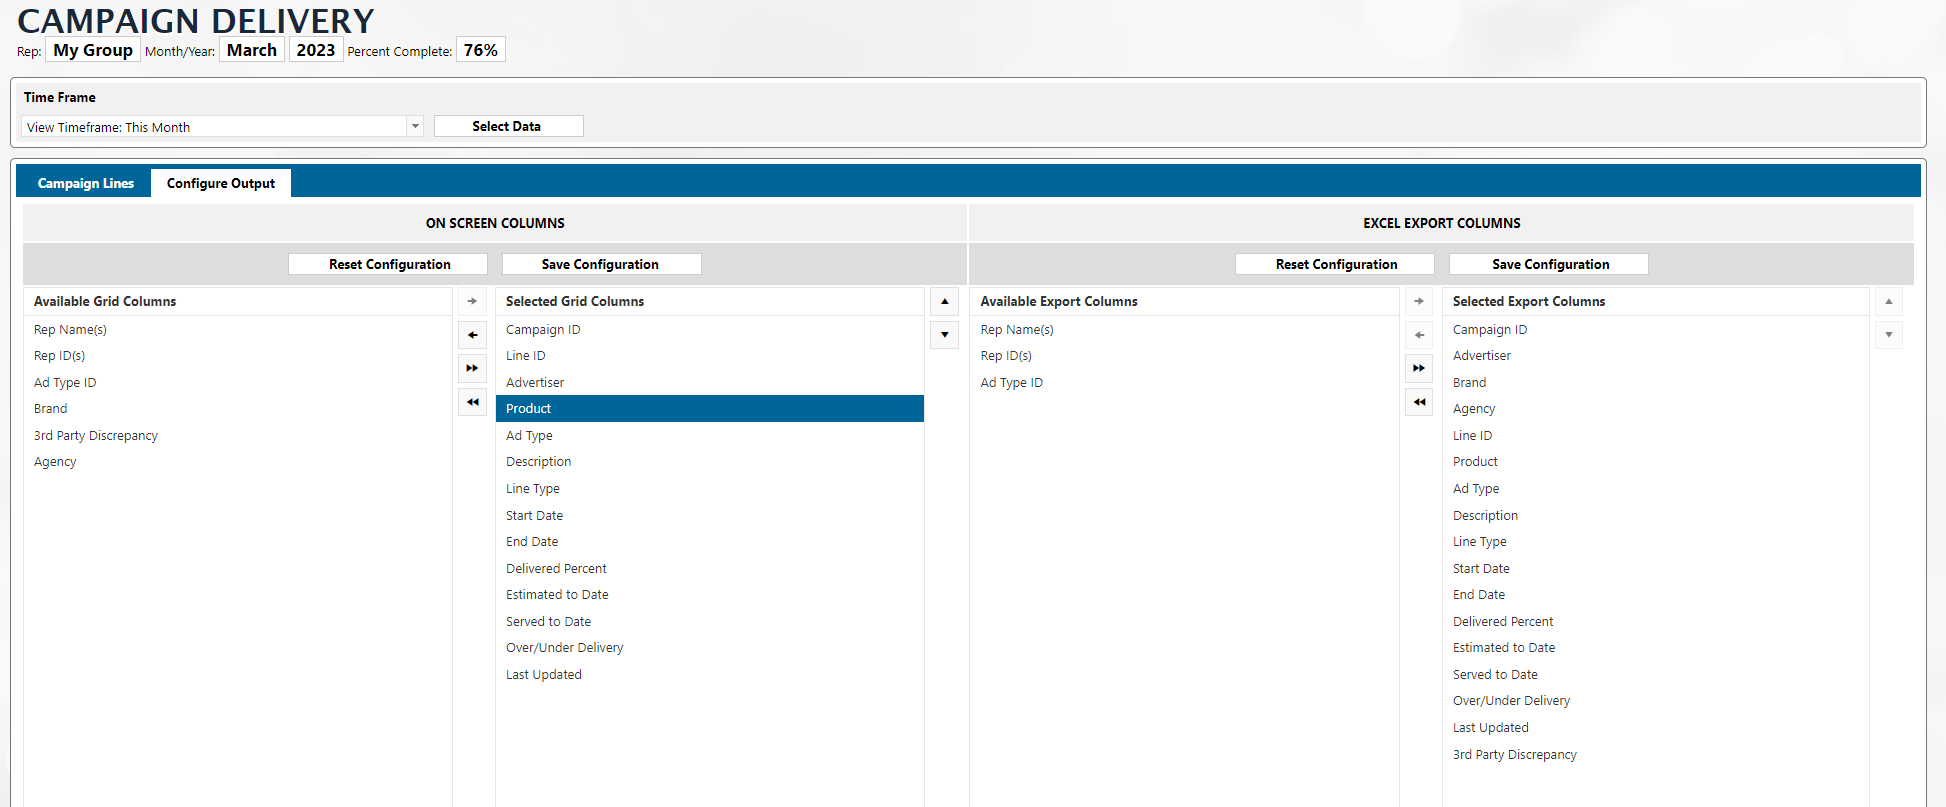 CAMPAIGN DELIVERY
Rep: My Group Month/Year: March 2023 Percent Complete: 76%
Time Frame
View Timeframe: This Month
Select Data
Campaign Lines
Configure Output
ON SCREEN COLUMNS
Reset Configuration
Save Configuration
Available Grid Columns
Rep Name(s)
Rep ID(s)
Ad Type ID
Brand
3rd Party Discrepancy
Agency
Selected Grid Columns
Campaign ID
Line ID
Advertiser
Product
Ad Type
Description
Line Type
Start Date
End Date
Delivered Percent
Estimated to Date
Served to Date
Over/Under Delivery
Last Updated
EXCEL EXPORT COLUMNS
Reset Configuration
Save Configuration
Available Export Columns
Rep Name(s)
Rep ID(s)
Ad Type ID
Selected Export Columns
Campaign ID
Advertiser
Brand
Agency
Line ID
Product
Ad Type
Description
Line Type
Start Date
End Date
Delivered Percent
Estimated to Date
Served to Date
Over/Under Delivery
Last Updated
3rd Party Discrepancy